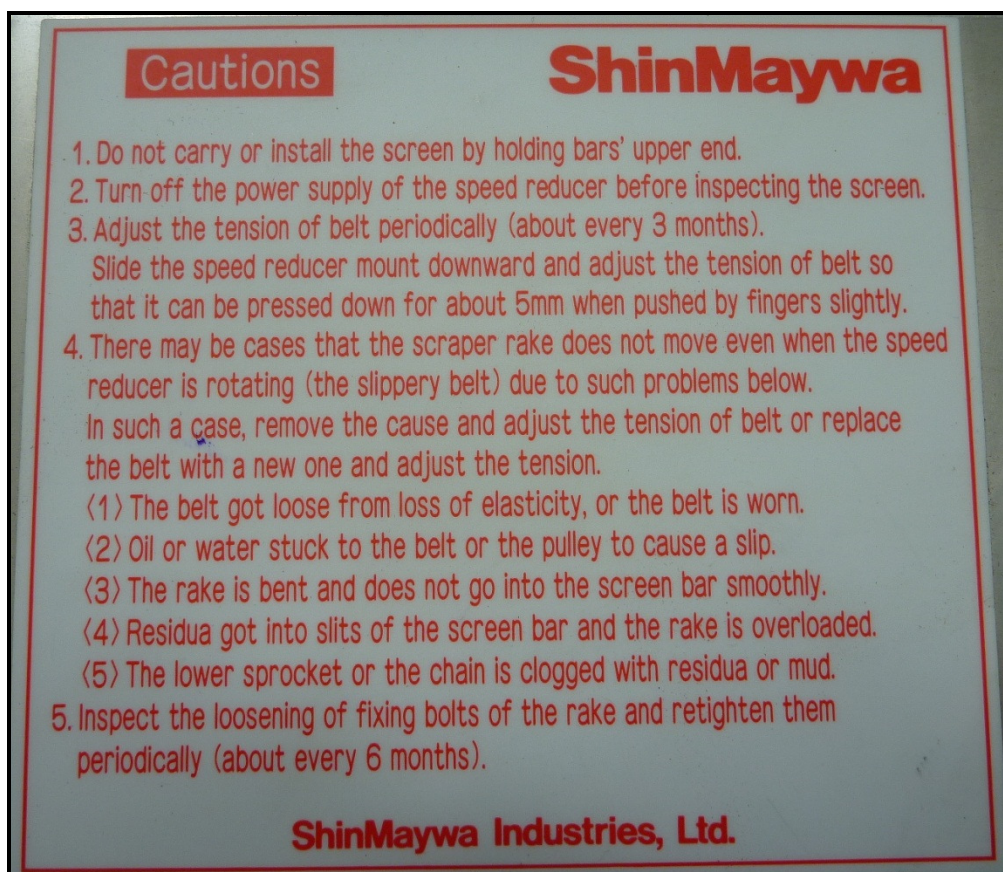 Cautions ShinMaywa
1. Do not carry or install the screen by holding bars' upper end.
2. Turn off the power supply of the speed reducer before inspecting the screen.
3. Adjust the tension of belt periodically (about every 3 months).
Slide the speed reducer mount downward and adjust the tension of belt so
that it can be pressed down for about 5mm when pushed by fingers slightly.
4. There may be cases that the scraper rake does not move even when the speed
reducer is rotating (the slippery belt) due to such problems below.
In such a case, remove the cause and adjust the tension of belt or replace
the belt with a new one and adjust the tension.
〈1〉 The belt got loose from loss of elasticity, or the belt is worn.
〈2〉 Oil or water stuck to the belt or the pulley to cause a slip.
〈3〉 The rake is bent and does not go into the screen bar smoothly.
〈4〉 Residua got into slits of the screen bar and the rake is overloaded.
〈5〉 The lower sprocket or the chain is clogged with residua or mud.
5. Inspect the loosening of fixing bolts of the rake and retighten them
periodically (about every 6 months).
ShinMaywa Industries, Ltd.